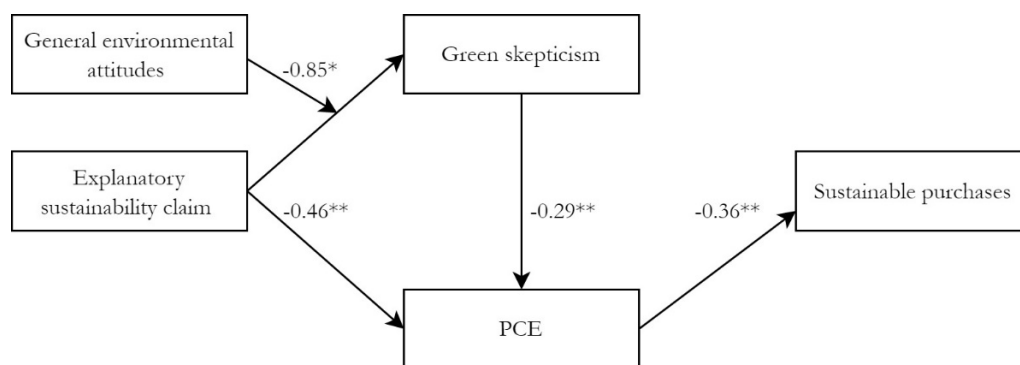 General environmental
attitudes
-0.85*
Green skepticism
Explanatory
sustainability claim
-0.46**
-0.29**
-0.36**
Sustainable purchases
PCE